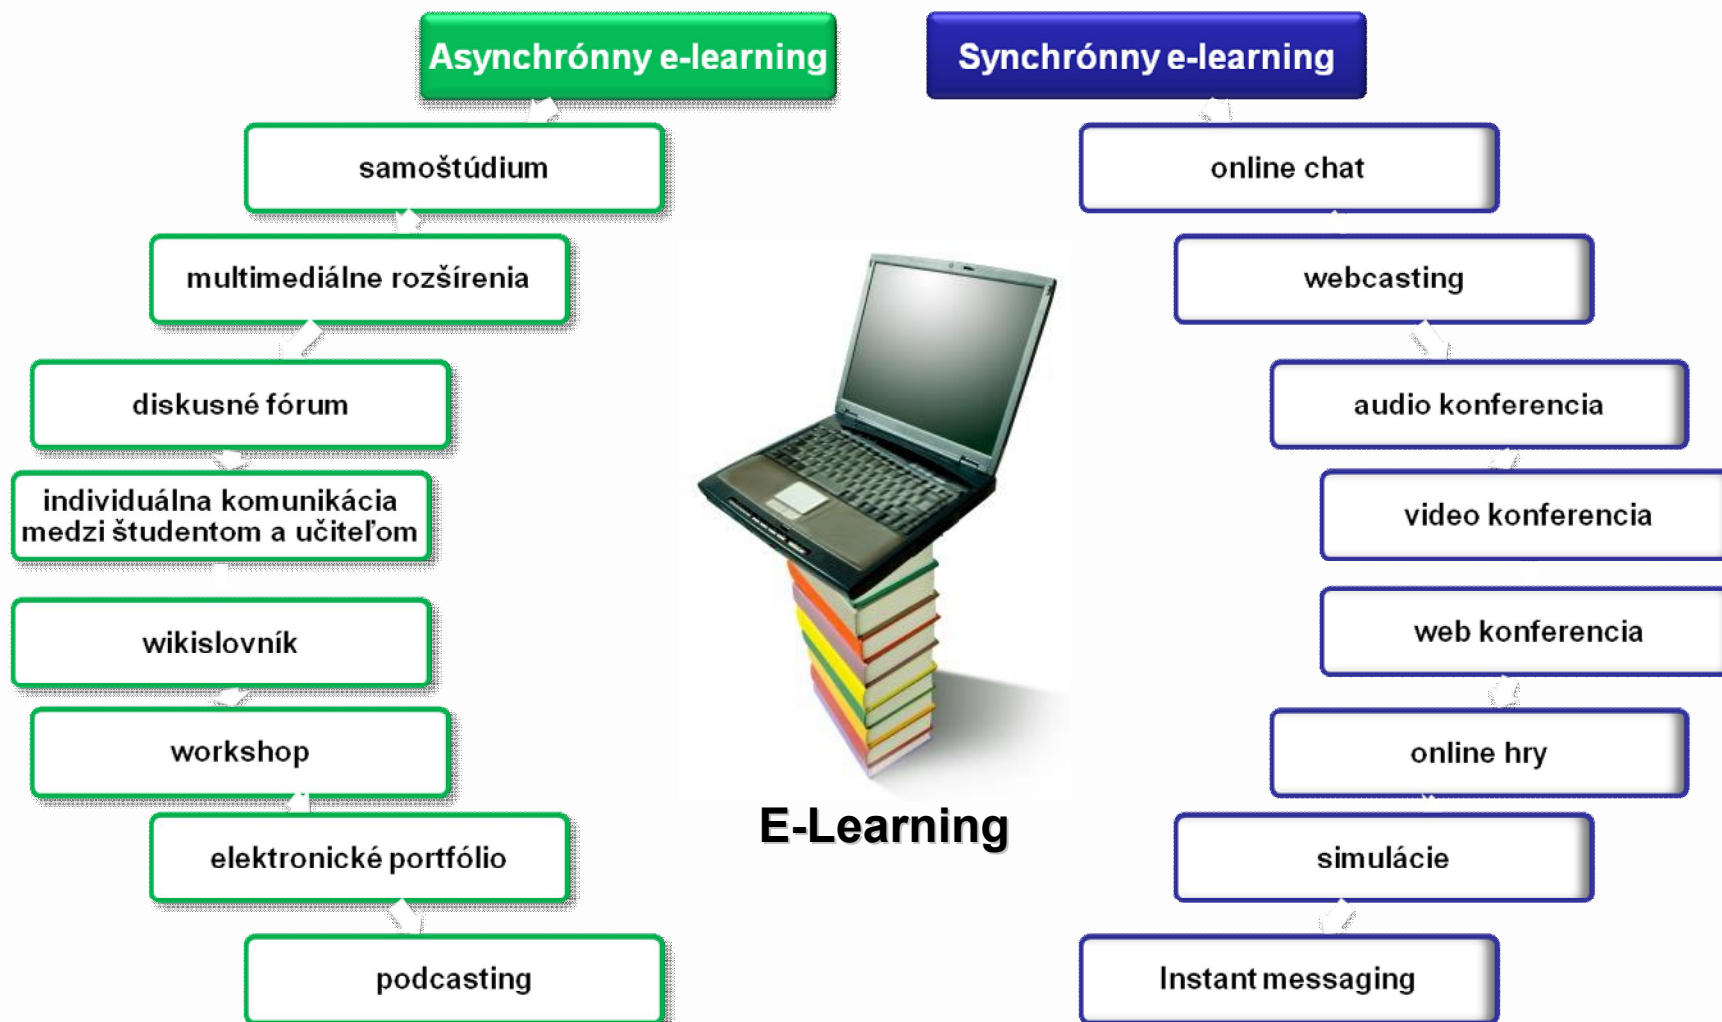 Asynchrónny e-learning
samoštúdium
multimediálne rozšírenia
diskusné fórum
individuálna komunikácia
medzi študentom a učiteľom
wikislovník
workshop
elektronické portfólio
podcasting
Synchrónny e-learning
online chat
webcasting
audio konferencia
video konferencia
web konferencia
online hry
simulácie
Instant messaging
E-Learning